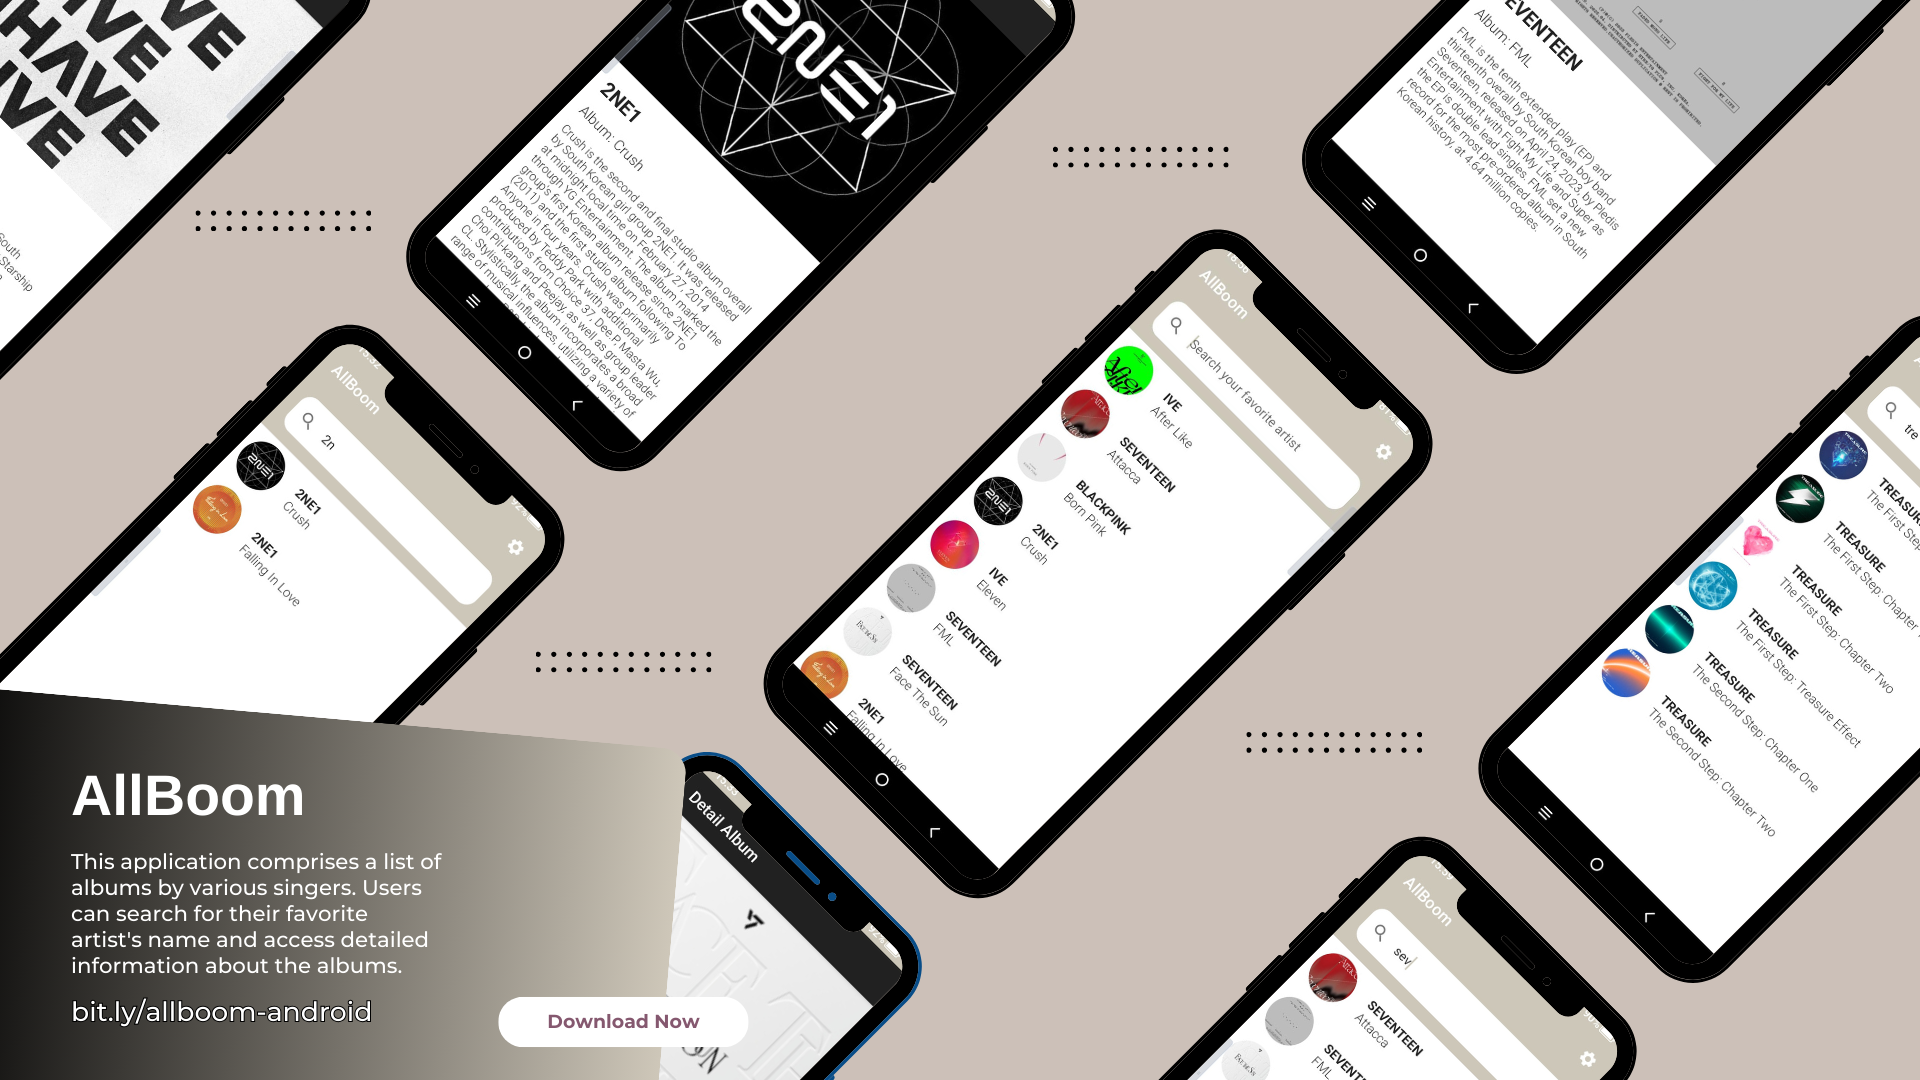 HAVE
IVE
2NE1
2NE1
Album: Crush
Crush is the second and final studio album overall
by South Korean girl group 2NE1. It was released
at midnight local time on February 27, 2014
through YG Entertainment. The album marked the
group's first Korean album release since 2NE1
(2011) and the first studio album following To
Anyone in four years. Crush was primarily
produced by Teddy Park with additional
contributions from Choice 37, Dee.P, Masta Wu,
Choi Pil-kang and Peejay, as well as group leader
CL. Stylistically, the album incorporates a broad
range of musical influences, utilizing a variety of
SEVENTEEN
Album: FML
FML is the tenth extended play (EP) and
thirteenth overall by South Korean boy band
Seventeen, released on April 24, 2023, by Pledis
Entertainment with Fight My Life and Super as
the EP is double lead singles. FML set a new
record for the most pre-ordered album in South
Korean history, at 4.64 million copies.
South
Starship
AllBoom
2n
2NE1
Crush
2NE1
Falling In Love
AllBoom
Search your favorite artist
IVE
After Like
SEVENTEEN
Attacca
BLACKPINK
Born Pink
2NE1
Crush
IVE
Eleven
SEVENTEEN
FML
SEVENTEEN
Face The Sun
2NE1
Falling In Love
tre
TREASURE
The First Step: Chapter
TREASURE
The First Step: Chapter Two
TREASURE
The First Step: Treasure Effect
TREASURE
The Second Step: Chapter One
TREASURE
The Second Step: Chapter Two
Detail Album
AllBoom
sev
SEVENTEEN
Attacca
SEVENTEEN
FML
AllBoom
This application comprises a list of
albums by various singers. Users
can search for their favorite
artist's name and access detailed
information about the albums.
bit.ly/allboom-android
Download Now